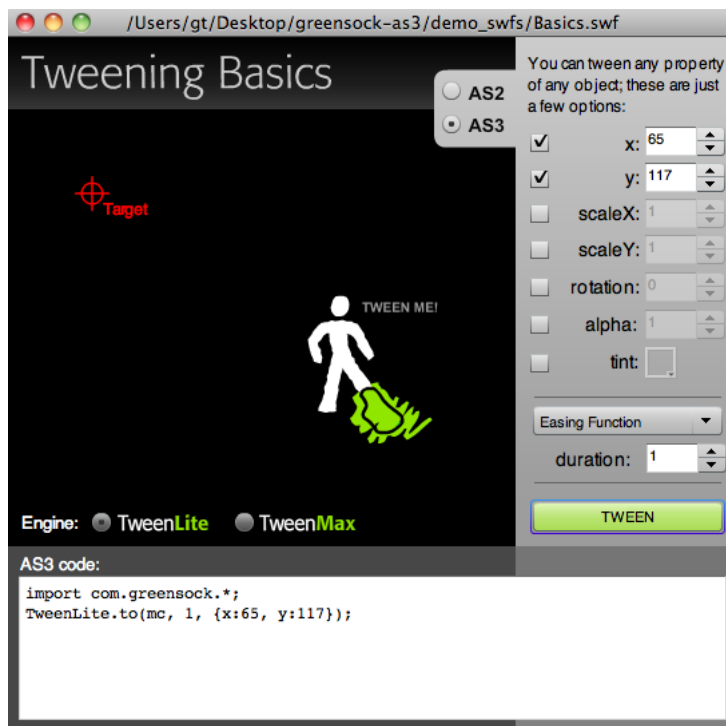 /Users/gt/Desktop/greensock-as3/demo_swfs/Basics.swf
Tweening Basics
AS2
AS3
You can tween any property
of any object; these are just
a few options:
x: 65
y: 117
scaleX: 1
scaleY: 1
rotation: 0
alpha: 1
tint:
Target
TWEEN ME!
Easing Function
duration: 1
TWEEN
Engine: TweenLite TweenMax
AS3 code:
import com.greensock.*;
TweenLite.to(mc, 1, {x:65, y:117});